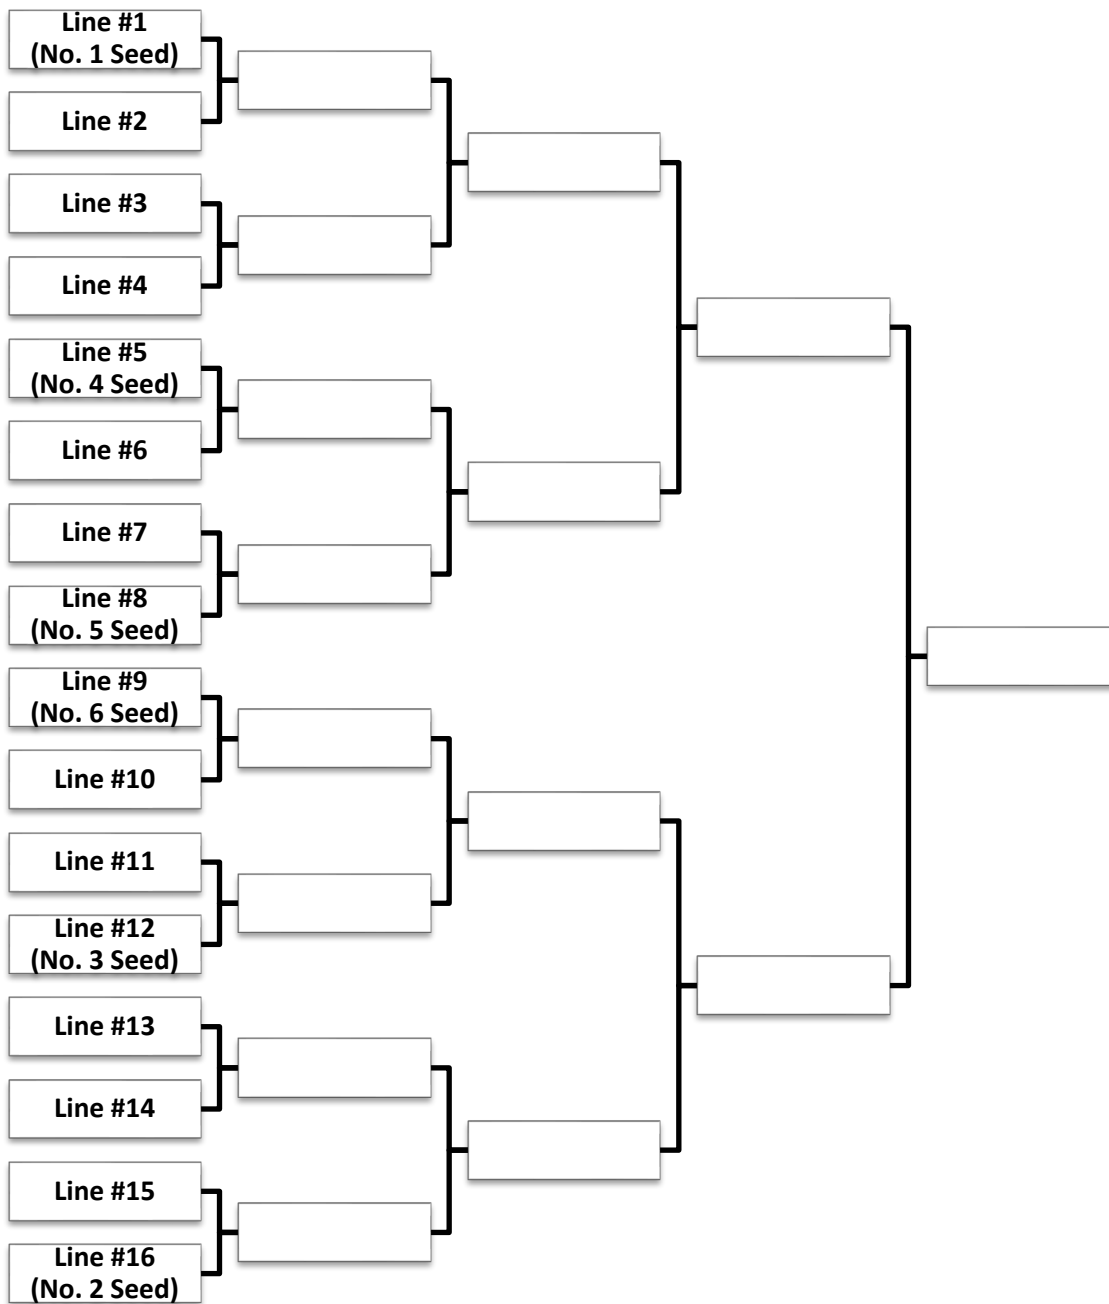 Line #1
(No. 1 Seed)
Line #2
Line #3
Line #4
Line #5
(No. 4 Seed)
Line #6
Line #7
Line #8
(No. 5 Seed)
Line #9
(No. 6 Seed)
Line #10
Line #11
Line #12
(No. 3 Seed)
Line #13
Line #14
Line #15
Line #16
(No. 2 Seed)